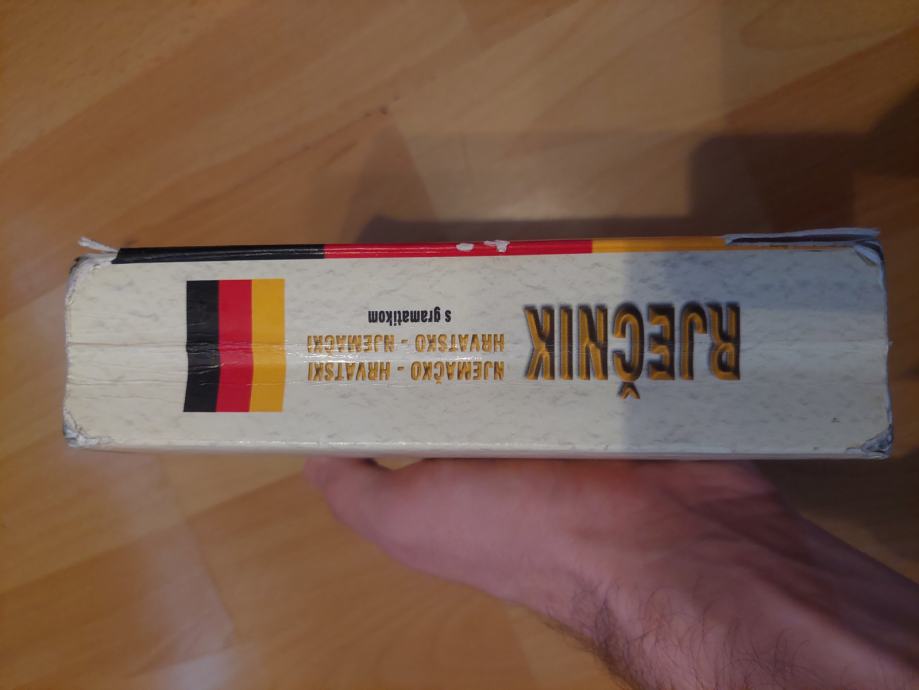 RJEČNIK
NJEMAČKO - HRVATSKI
HRVATSKO - NJEMAČKI
s gramatikom